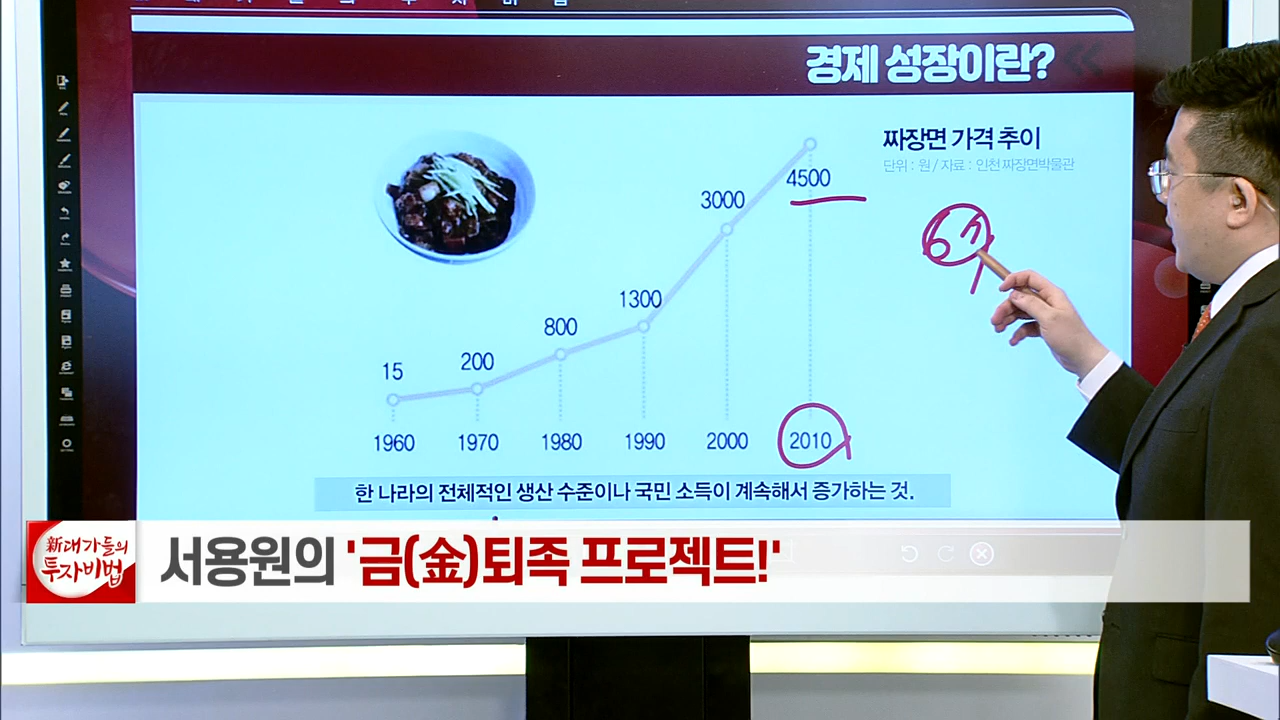 경제 성장이란?
짜장면 가격 추이
단위 : 원 / 자료 : 인천 짜장면박물관
4500
3000
1300
800
200
15
1960 1970 1980 1990 2000 2010
한 나라의 전체적인 생산 수준이나 국민 소득이 계속해서 증가하는 것.
新대가들의
투자비법
서용원의 '금(金)퇴족 프로젝트!'